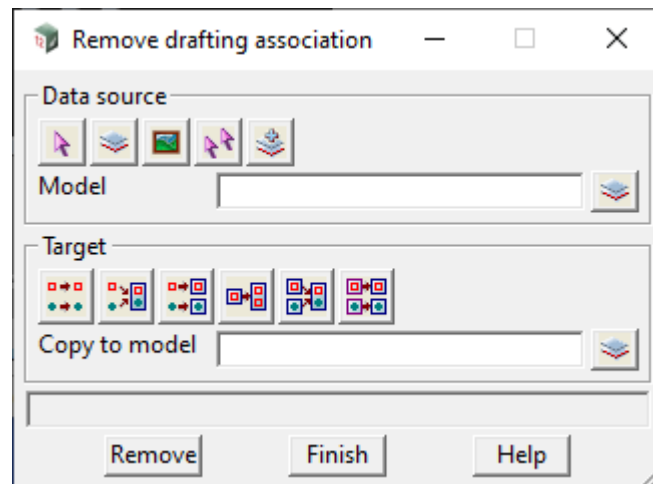 Remove drafting association
Data source
Model
Target
Copy to model
Remove Finish Help